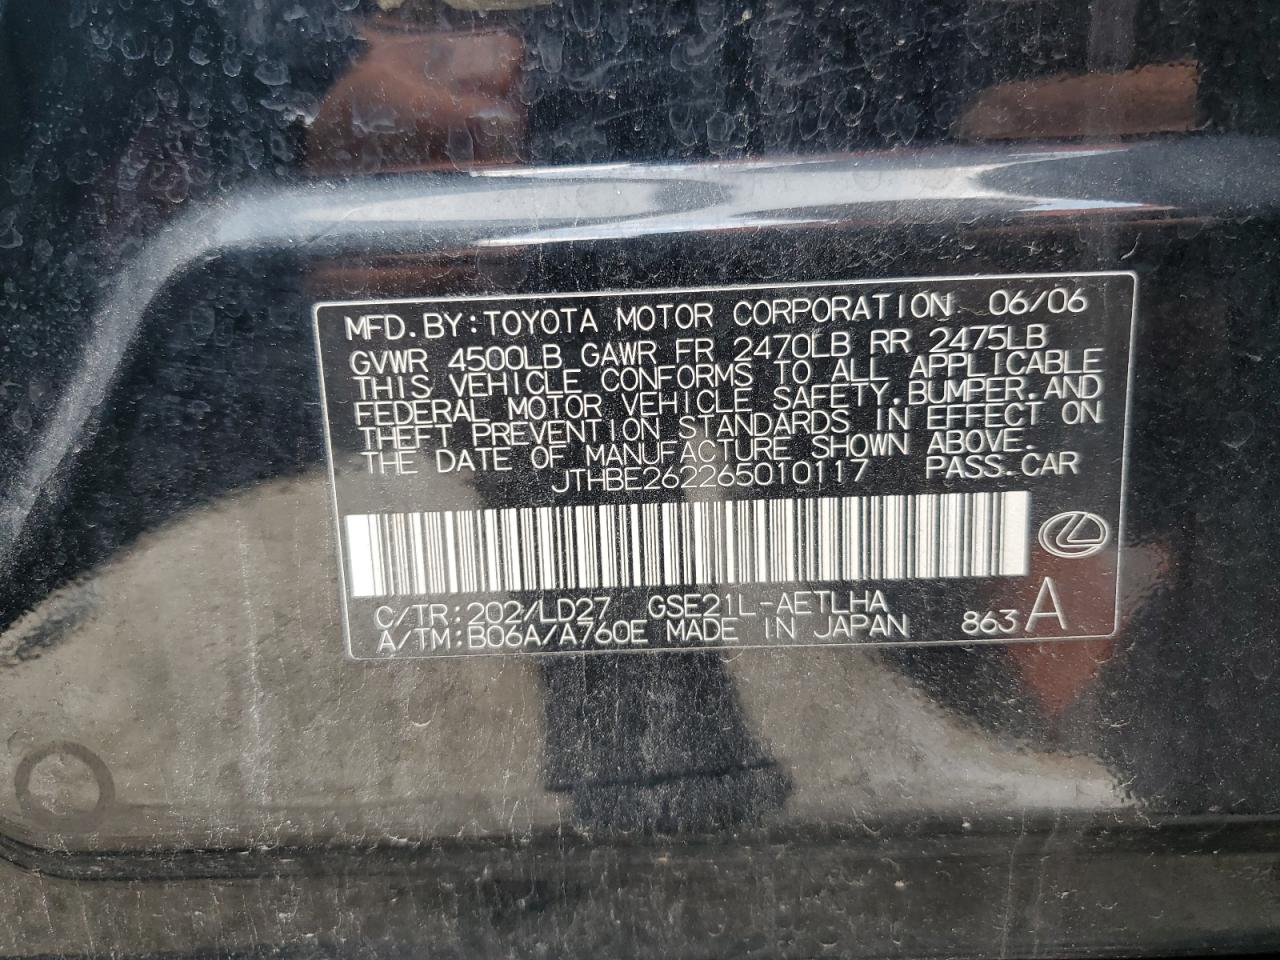 MFD.BY:TOYOTA MOTOR CORPORATION 06/06
GVWR 4500LB GAWR FR 2470LB RR 2475LB
THIS VEHICLE CONFORMS TO ALL APPLICABLE
FEDERAL MOTOR VEHICLE SAFETY,BUMPER,AND
THEFT PREVENTION STANDARDS IN EFFECT ON
THE DATE OF MANUFACTURE SHOWN ABOVE.
JTHBE262265010117 PASS.CAR
C/TR:202/LD27 GSE21L-AETLHA
A/TM:B06A/A760E MADE IN JAPAN 863 A